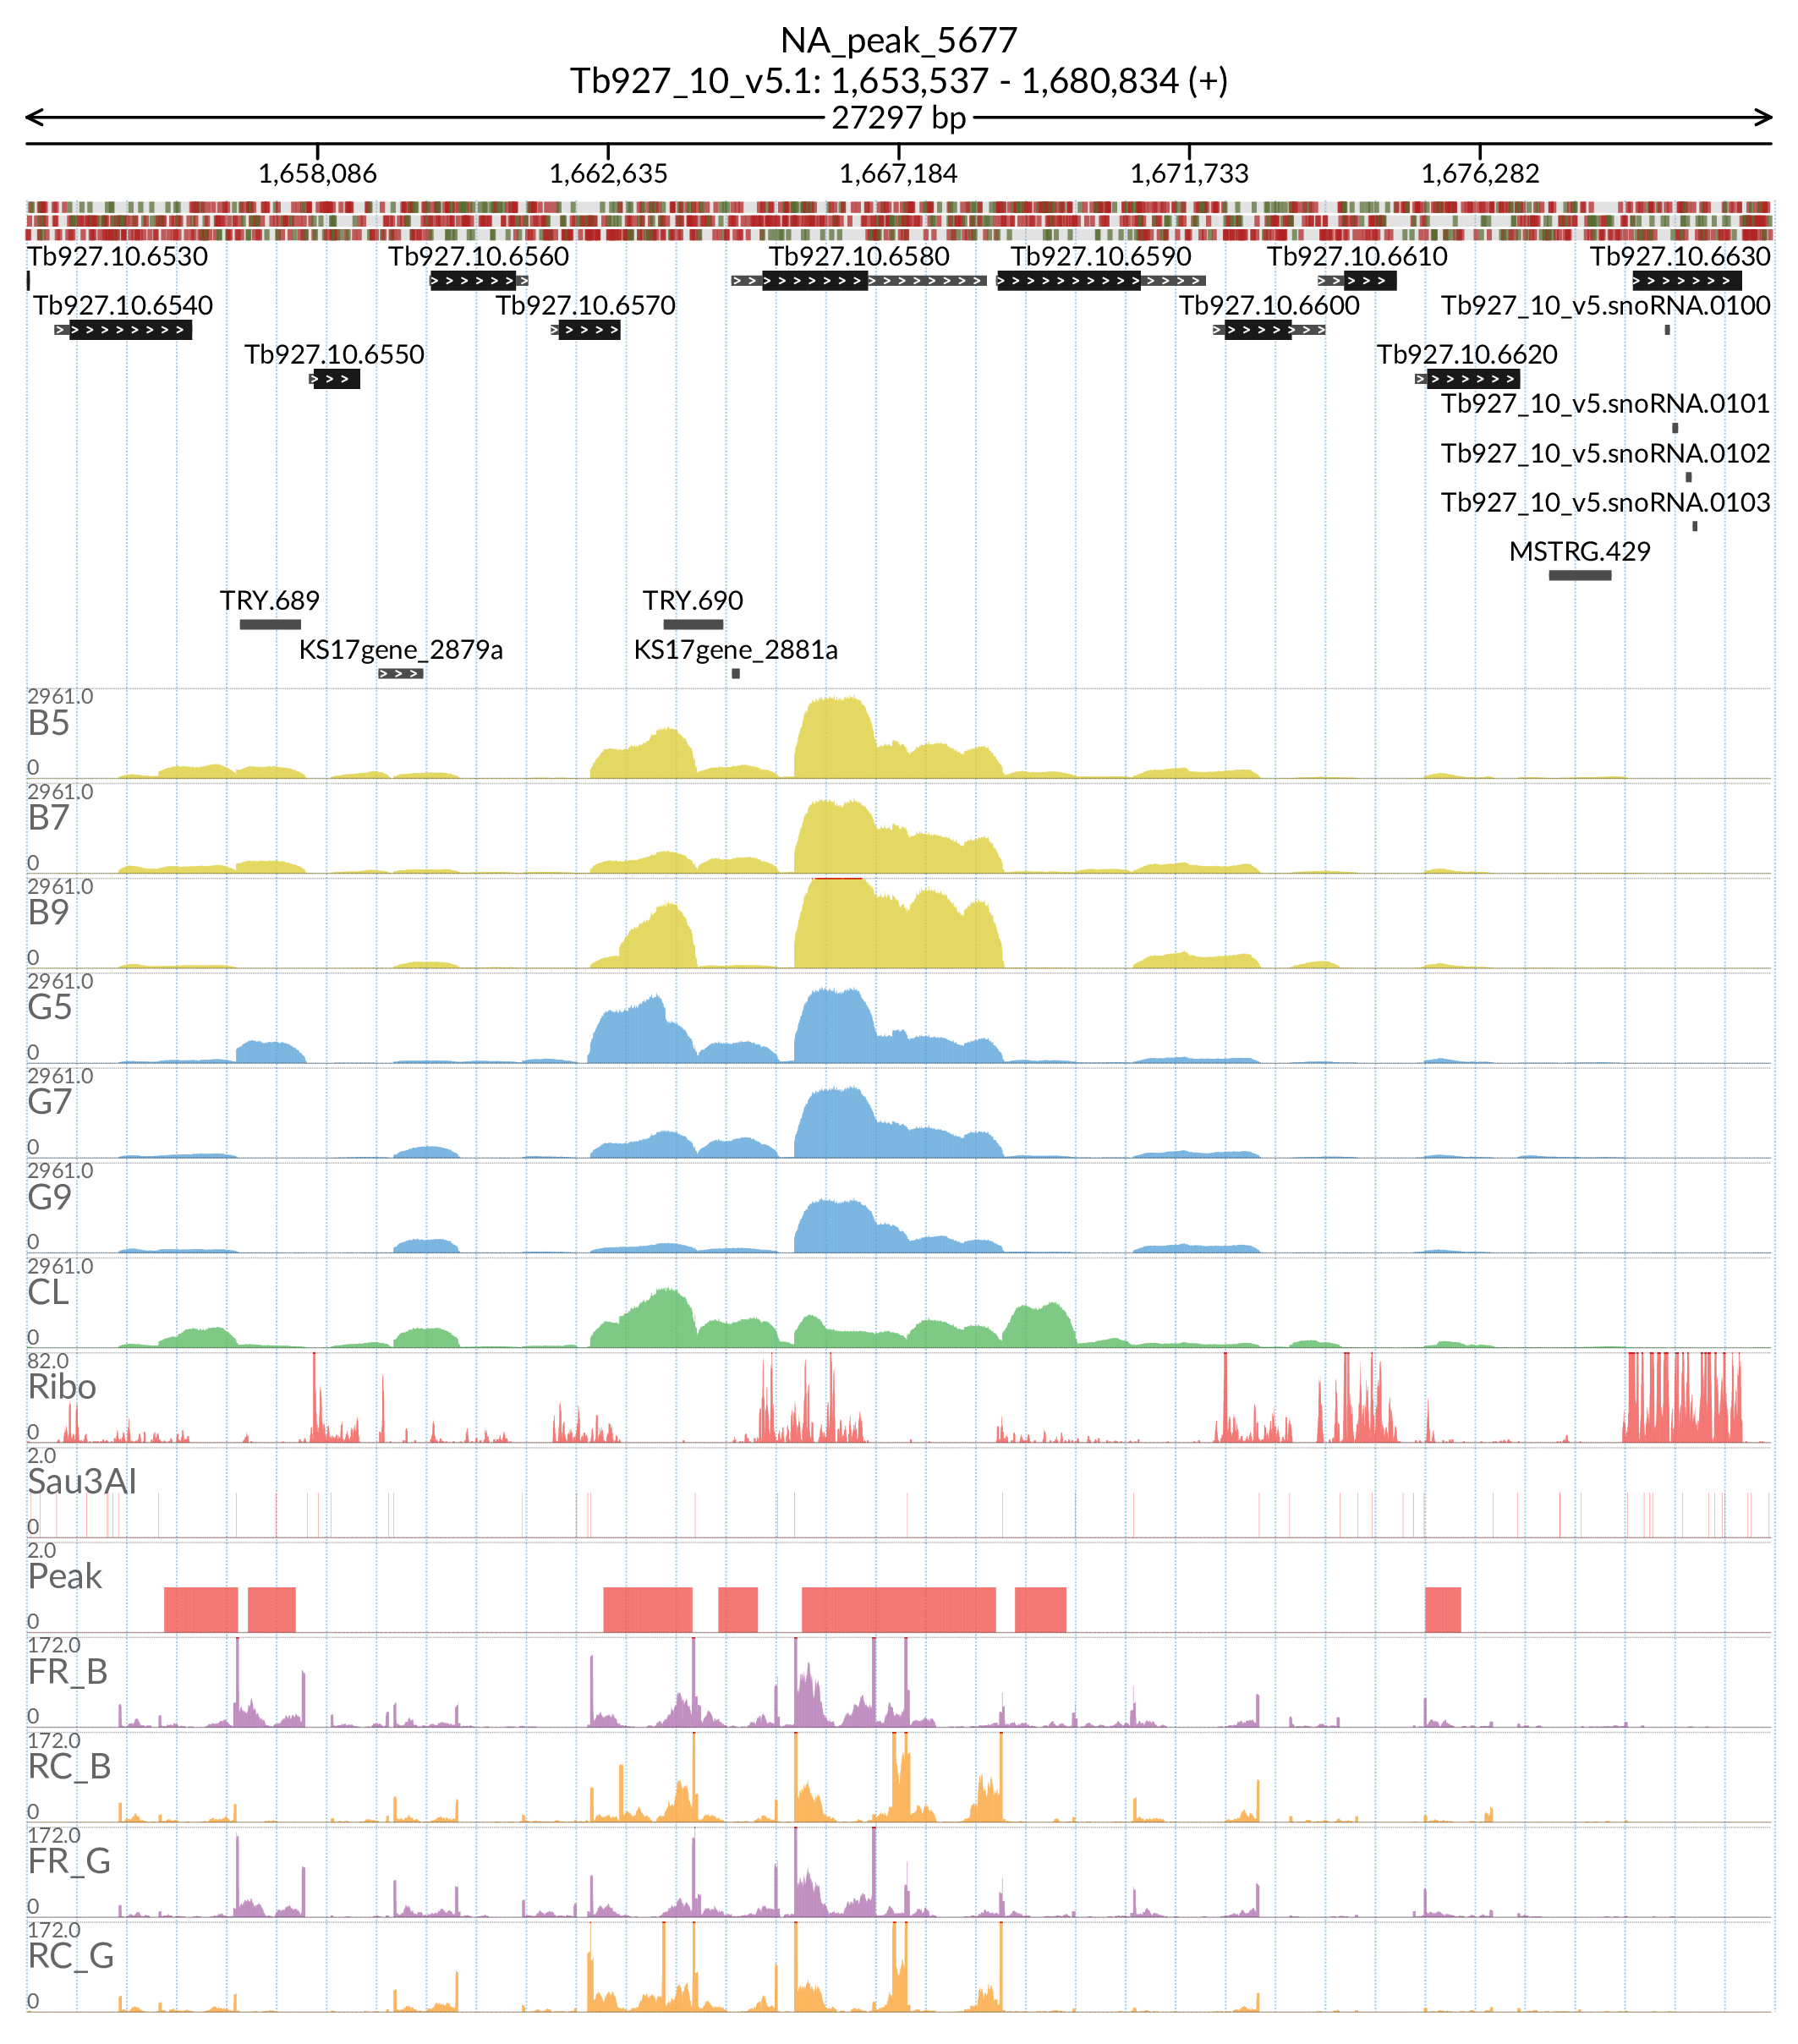 NA_peak_5677
Tb927_10_v5.1: 1,653,537 - 1,680,834 (+)
27297 bp
1,658,086 1,662,635 1,667,184 1,671,733 1,676,282
Tb927.10.6530 Tb927.10.6560 Tb927.10.6580 Tb927.10.6590 Tb927.10.6610 Tb927.10.6630
Tb927.10.6540 Tb927.10.6570 Tb927.10.6600 Tb927_10_v5.snoRNA.0100
Tb927.10.6550 Tb927.10.6620
Tb927_10_v5.snoRNA.0101
Tb927_10_v5.snoRNA.0102
Tb927_10_v5.snoRNA.0103
MSTRG.429
TRY.689 TRY.690
KS17gene_2879a KS17gene_2881a
2961.0
B5
0
2961.0
B7
0
2961.0
B9
0
2961.0
G5
0
2961.0
G7
0
2961.0
G9
0
2961.0
CL
0
82.0
Ribo
0
2.0
Sau3AI
0
2.0
Peak
0
172.0
FR_B
0
172.0
RC_B
0
172.0
FR_G
0
172.0
RC_G
0